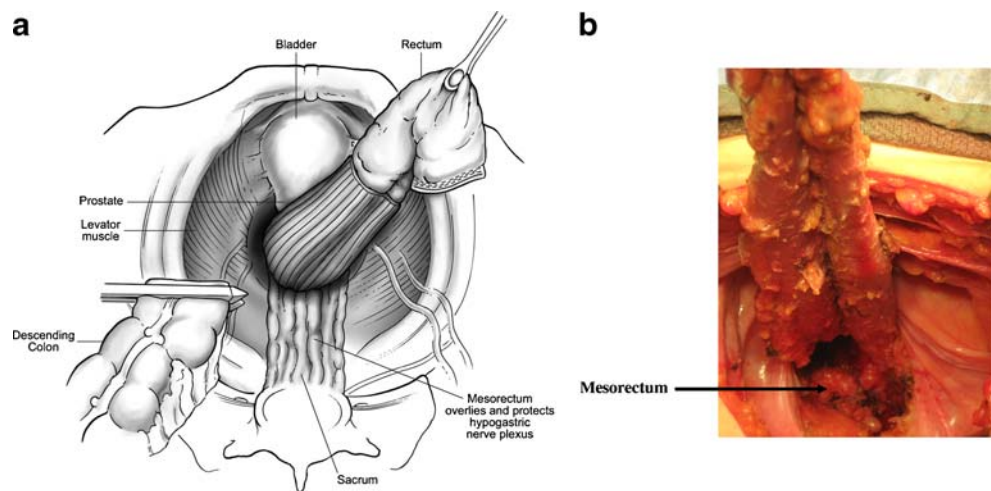 a
Bladder
Rectum
Prostate
Levator
muscle
Descending
Colon
Mesorectum
overlies and protects
hypogastric
nerve plexus
Sacrum
b
Mesorectum